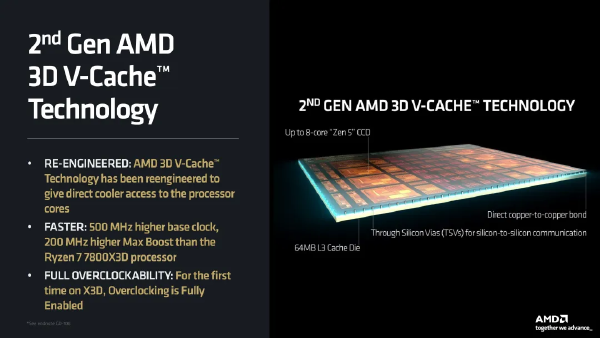 2nd Gen AMD
3D V-Cache™
Technology
• RE-ENGINEERED: AMD 3D V-Cache™
Technology has been reengineered to
give direct cooler access to the processor
cores
• FASTER: 500 MHz higher base clock,
200 MHz higher Max Boost than the
Ryzen 7 7800X3D processor
• FULL OVERCLOCKABILITY: For the first
time on X3D, Overclocking is Fully
Enabled
2ND GEN AMD 3D V-CACHE™ TECHNOLOGY
Up to 8-core "Zen 5" CCD
Direct copper-to-copper bond
Through Silicon Vias (TSVs) for silicon-to-silicon communication
64MB L3 Cache Die
AMD
together we advance_